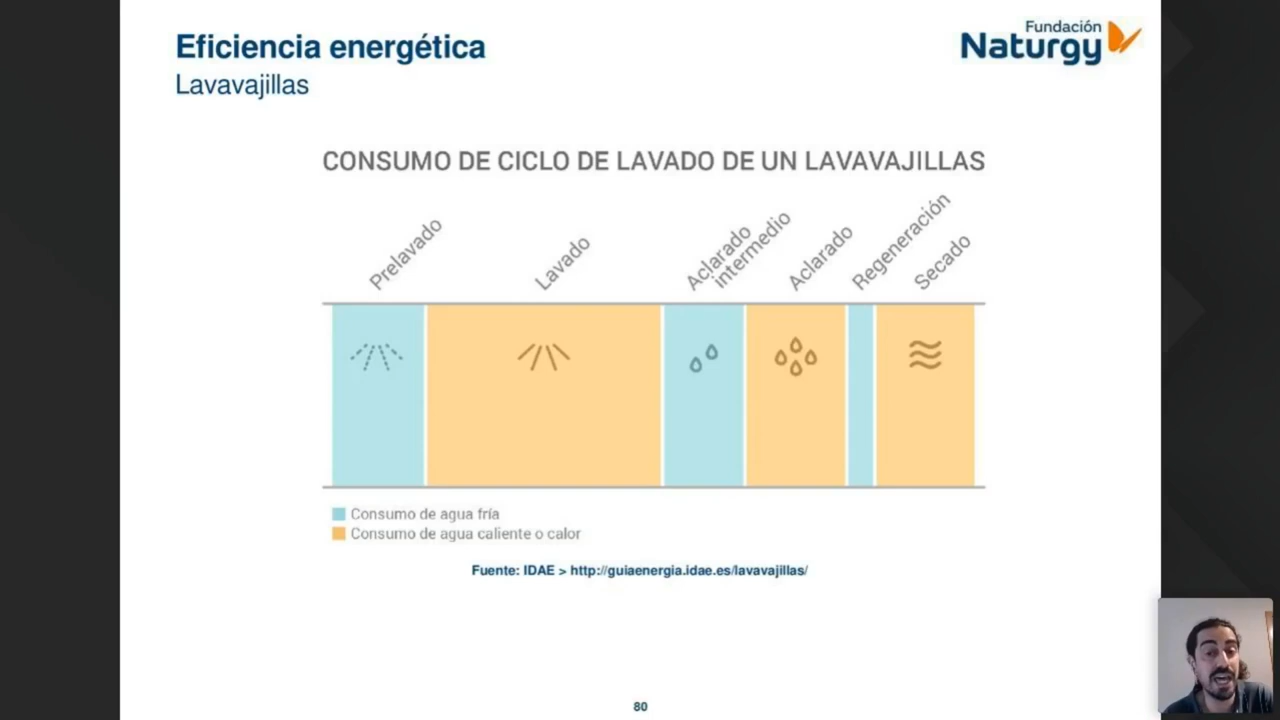 Eficiencia energética
Lavavajillas
Fundación
Naturgy
CONSUMO DE CICLO DE LAVADO DE UN LAVAVAJILLAS
Prelavado
Lavado
Aclarado
intermedio
Aclarado
Regeneración
Secado
Consumo de agua fría
Consumo de agua caliente o calor
Fuente: IDAE > http://guiaenergia.idae.es/lavavajillas/
80